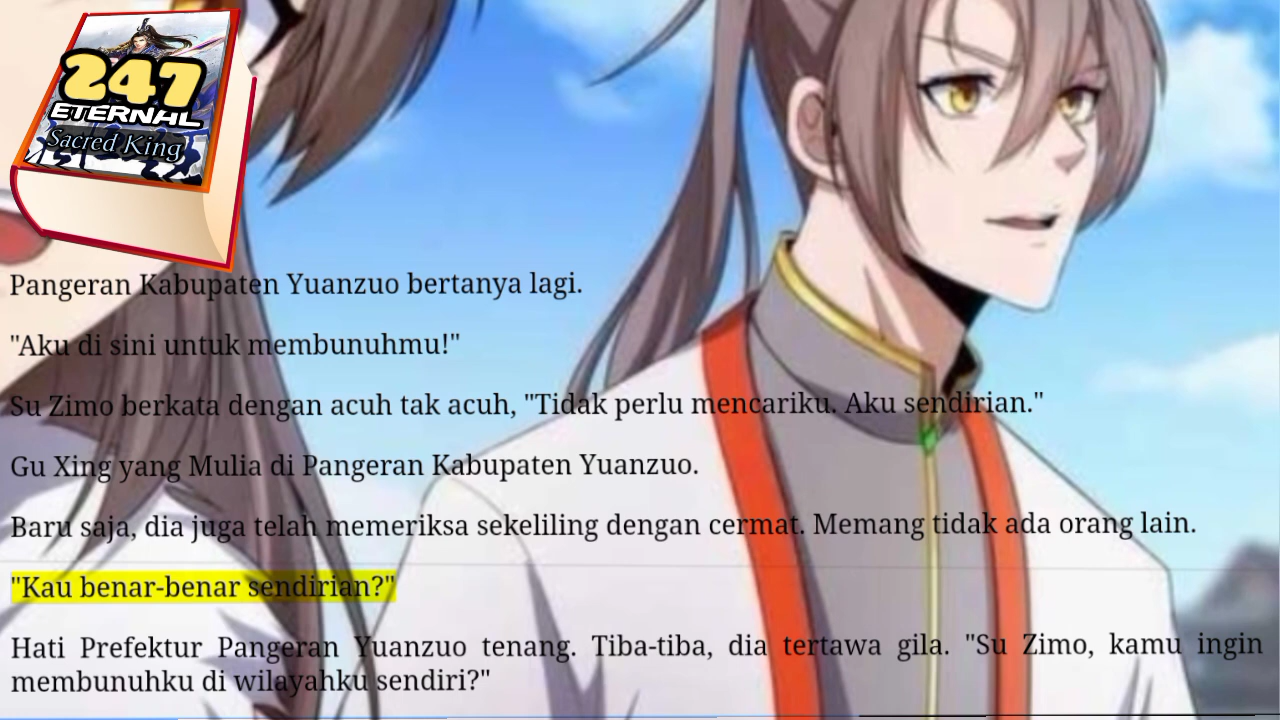 247
ETERNAL
Sacred King
Pangeran Kabupaten Yuanzuo bertanya lagi.
"Aku di sini untuk membunuhmu!"
Su Zimo berkata dengan acuh tak acuh, "Tidak perlu mencariku. Aku sendirian."
Gu Xing yang Mulia di Pangeran Kabupaten Yuanzuo.
Baru saja, dia juga telah memeriksa sekeliling dengan cermat. Memang tidak ada orang lain.
"Kau benar-benar sendirian?"
Hati Prefektur Pangeran Yuanzuo tenang. Tiba-tiba, dia tertawa gila. "Su Zimo, kamu ingin
membunuhku di wilayahku sendiri?"